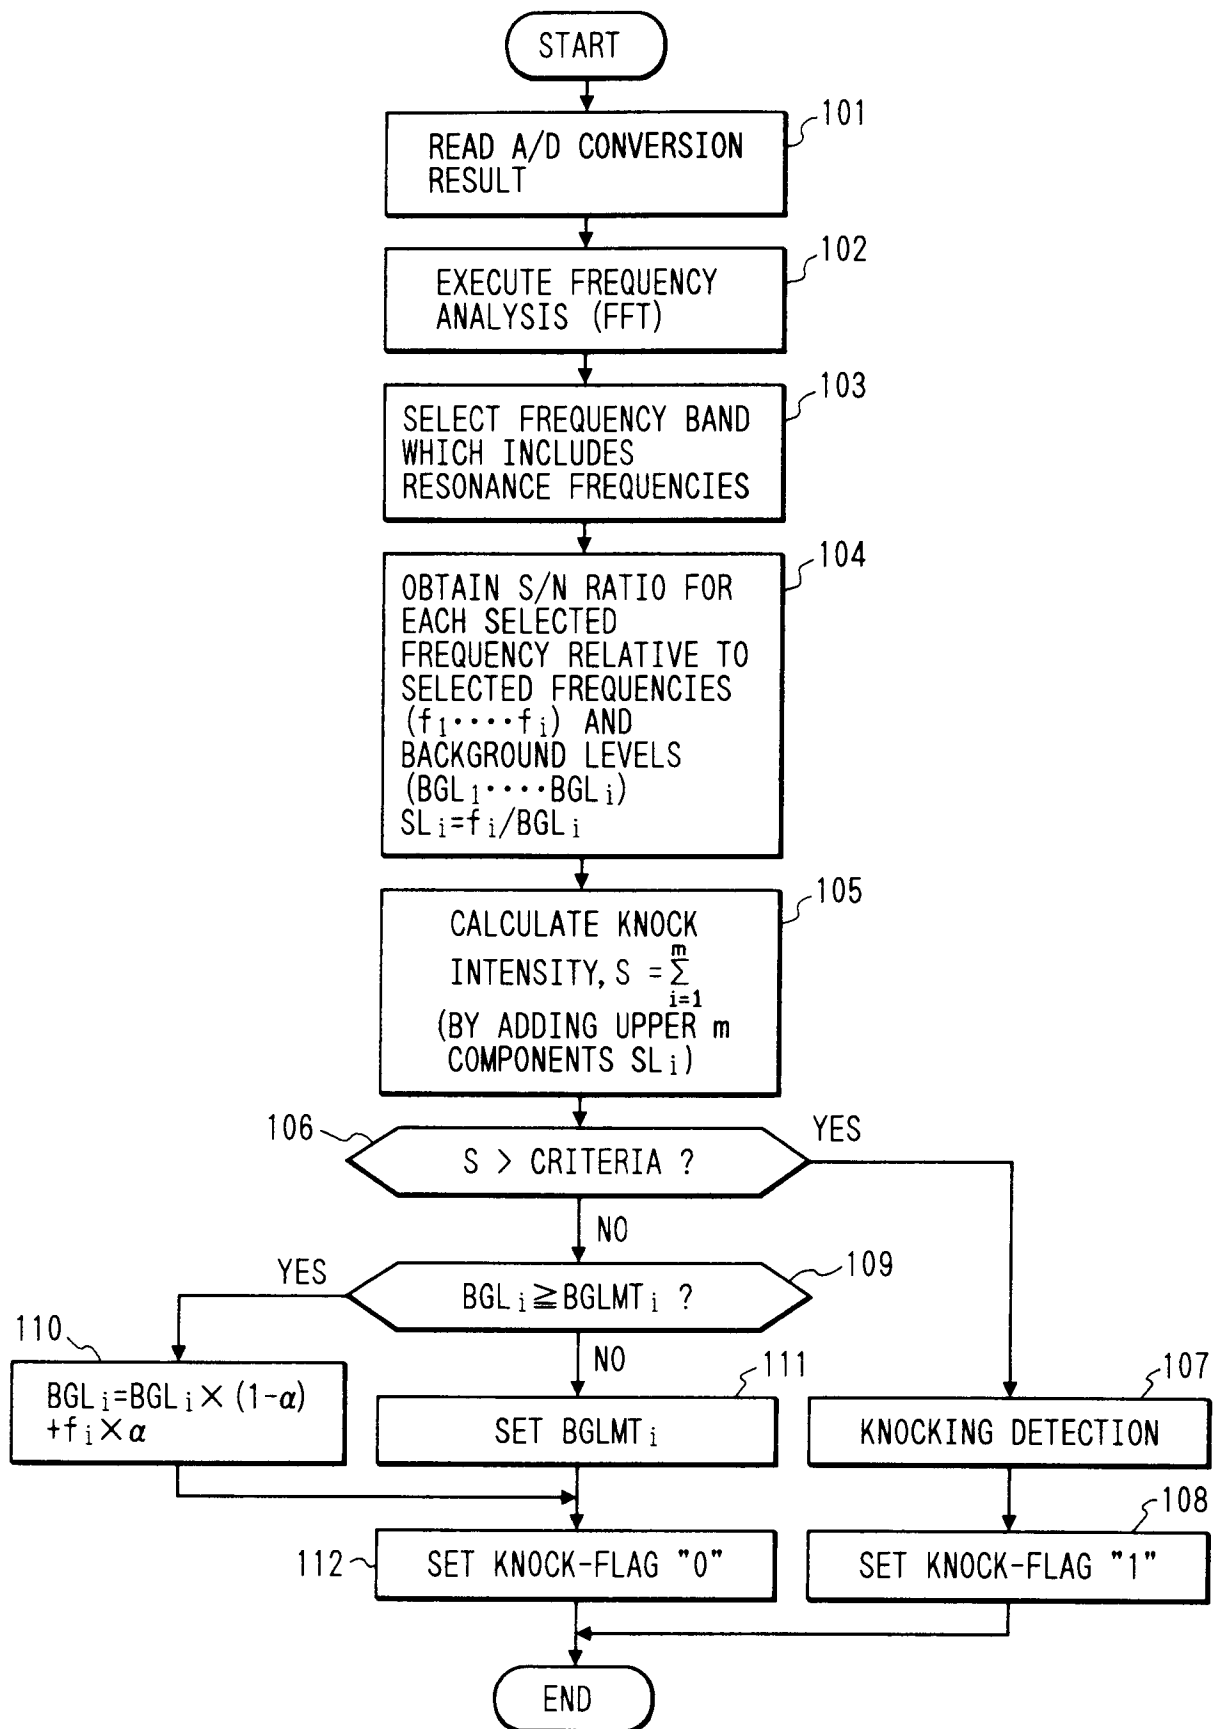 START
101
READ A/D CONVERSION
RESULT
102
EXECUTE FREQUENCY
ANALYSIS (FFT)
103
SELECT FREQUENCY BAND
WHICH INCLUDES
RESONANCE FREQUENCIES
104
OBTAIN S/N RATIO FOR
EACH SELECTED
FREQUENCY RELATIVE TO
SELECTED FREQUENCIES
(f₁····fᵢ) AND
BACKGROUND LEVELS
(BGL₁····BGLᵢ)
SLᵢ=fᵢ/BGLᵢ
105
CALCULATE KNOCK
m
INTENSITY, S = Σ
i=1
(BY ADDING UPPER m
COMPONENTS SLᵢ)
106
S > CRITERIA ?
YES
NO
109
BGLᵢ≧BGLMTᵢ ?
YES
NO
110
BGLᵢ=BGLᵢ×(1-α)
+fᵢ×α
111
SET BGLMTᵢ
107
KNOCKING DETECTION
112
SET KNOCK-FLAG "0"
108
SET KNOCK-FLAG "1"
END